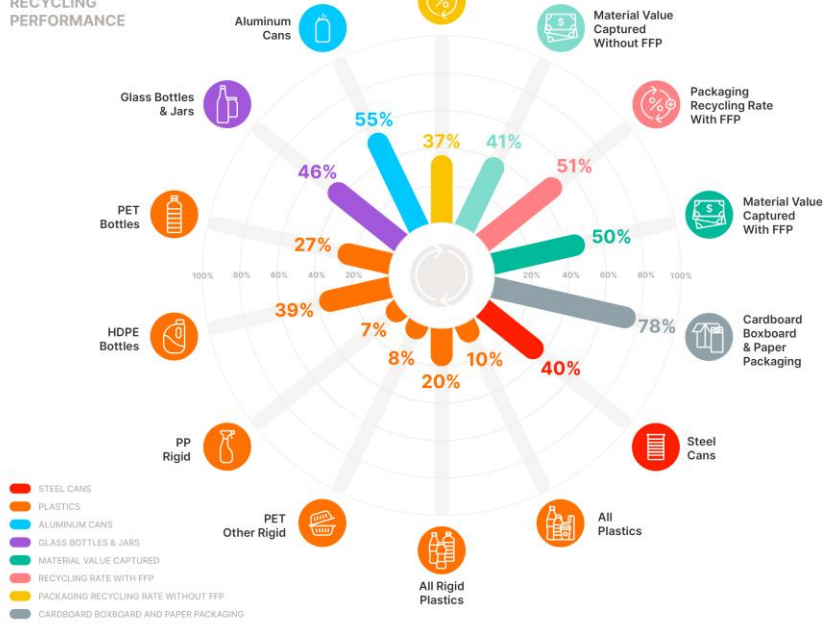 RECYCLING
PERFORMANCE
Aluminum
Cans
%
$
Material Value
Captured
Without FFP
Glass Bottles
& Jars
%
Packaging
Recycling Rate
With FFP
55%
37%
41%
46%
51%
PET
Bottles
$
Material Value
Captured
With FFP
27%
50%
100%
80%
60%
40%
20%
20%
40%
60%
80%
100%
39%
78%
HDPE
Bottles
Cardboard
Boxboard
& Paper
Packaging
7%
8%
20%
10%
40%
PP
Rigid
Steel
Cans
PET
Other Rigid
All
Plastics
All Rigid
Plastics
STEEL CANS
PLASTICS
ALUMINUM CANS
GLASS BOTTLES & JARS
MATERIAL VALUE CAPTURED
RECYCLING RATE WITH FFP
PACKAGING RECYCLING RATE WITHOUT FFP
CARDBOARD BOXBOARD AND PAPER PACKAGING